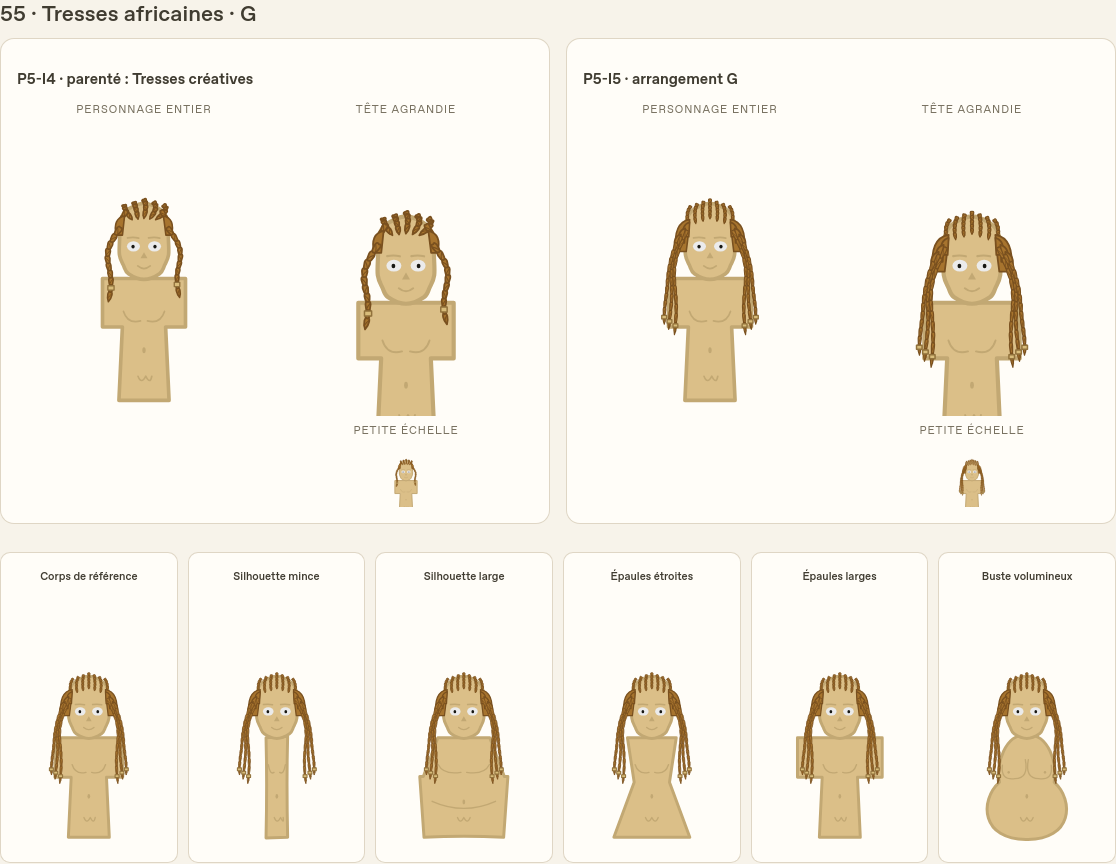 55 · Tresses africaines · G
P5-I4 · parenté : Tresses créatives
PERSONNAGE ENTIER
TÊTE AGRANDIE
PETITE ÉCHELLE
P5-I5 · arrangement G
PERSONNAGE ENTIER
TÊTE AGRANDIE
PETITE ÉCHELLE
Corps de référence
Silhouette mince
Silhouette large
Épaules étroites
Épaules larges
Buste volumineux